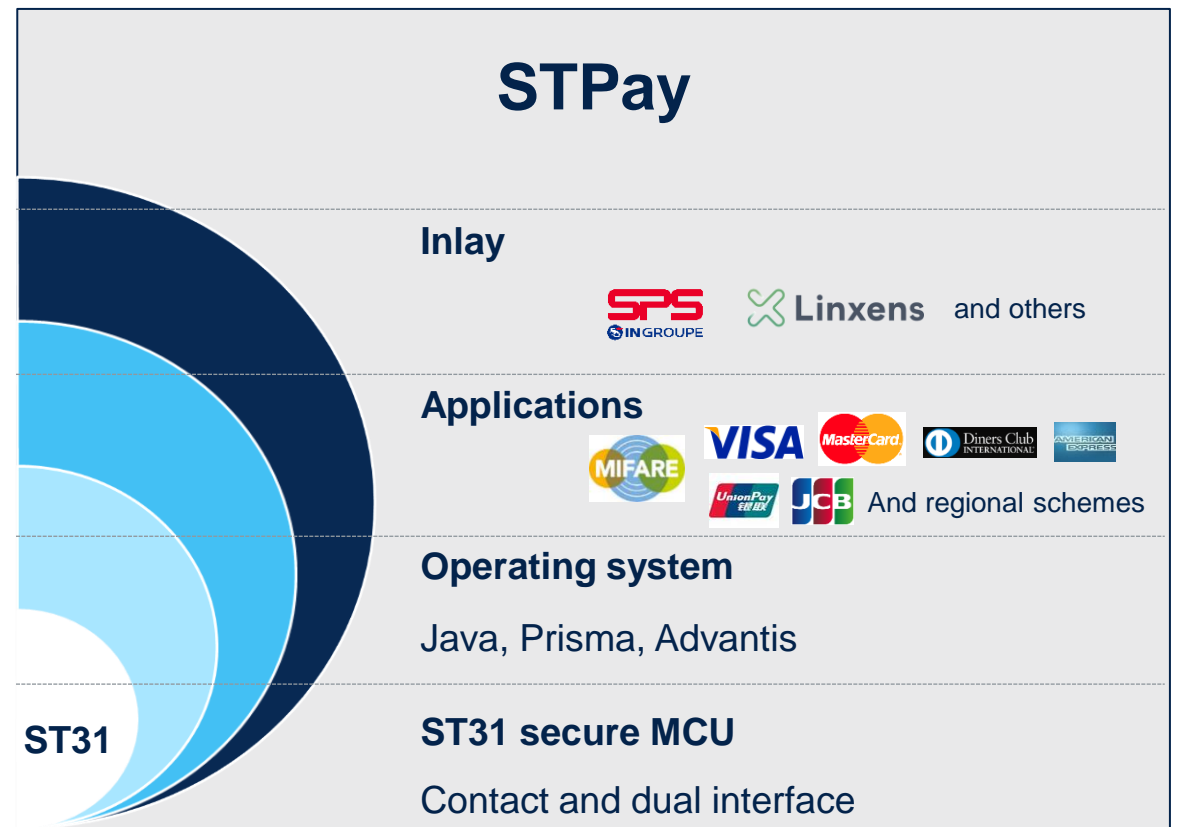 STPay
Inlay
SPS
INGROUPE
Linxens
and others
Applications
MIFARE
VISA
MasterCard
Diners Club
INTERNATIONAL
AMERICAN
EXPRESS
UnionPay
银联
JCB
And regional schemes
Operating system
Java, Prisma, Advantis
ST31
ST31 secure MCU
Contact and dual interface